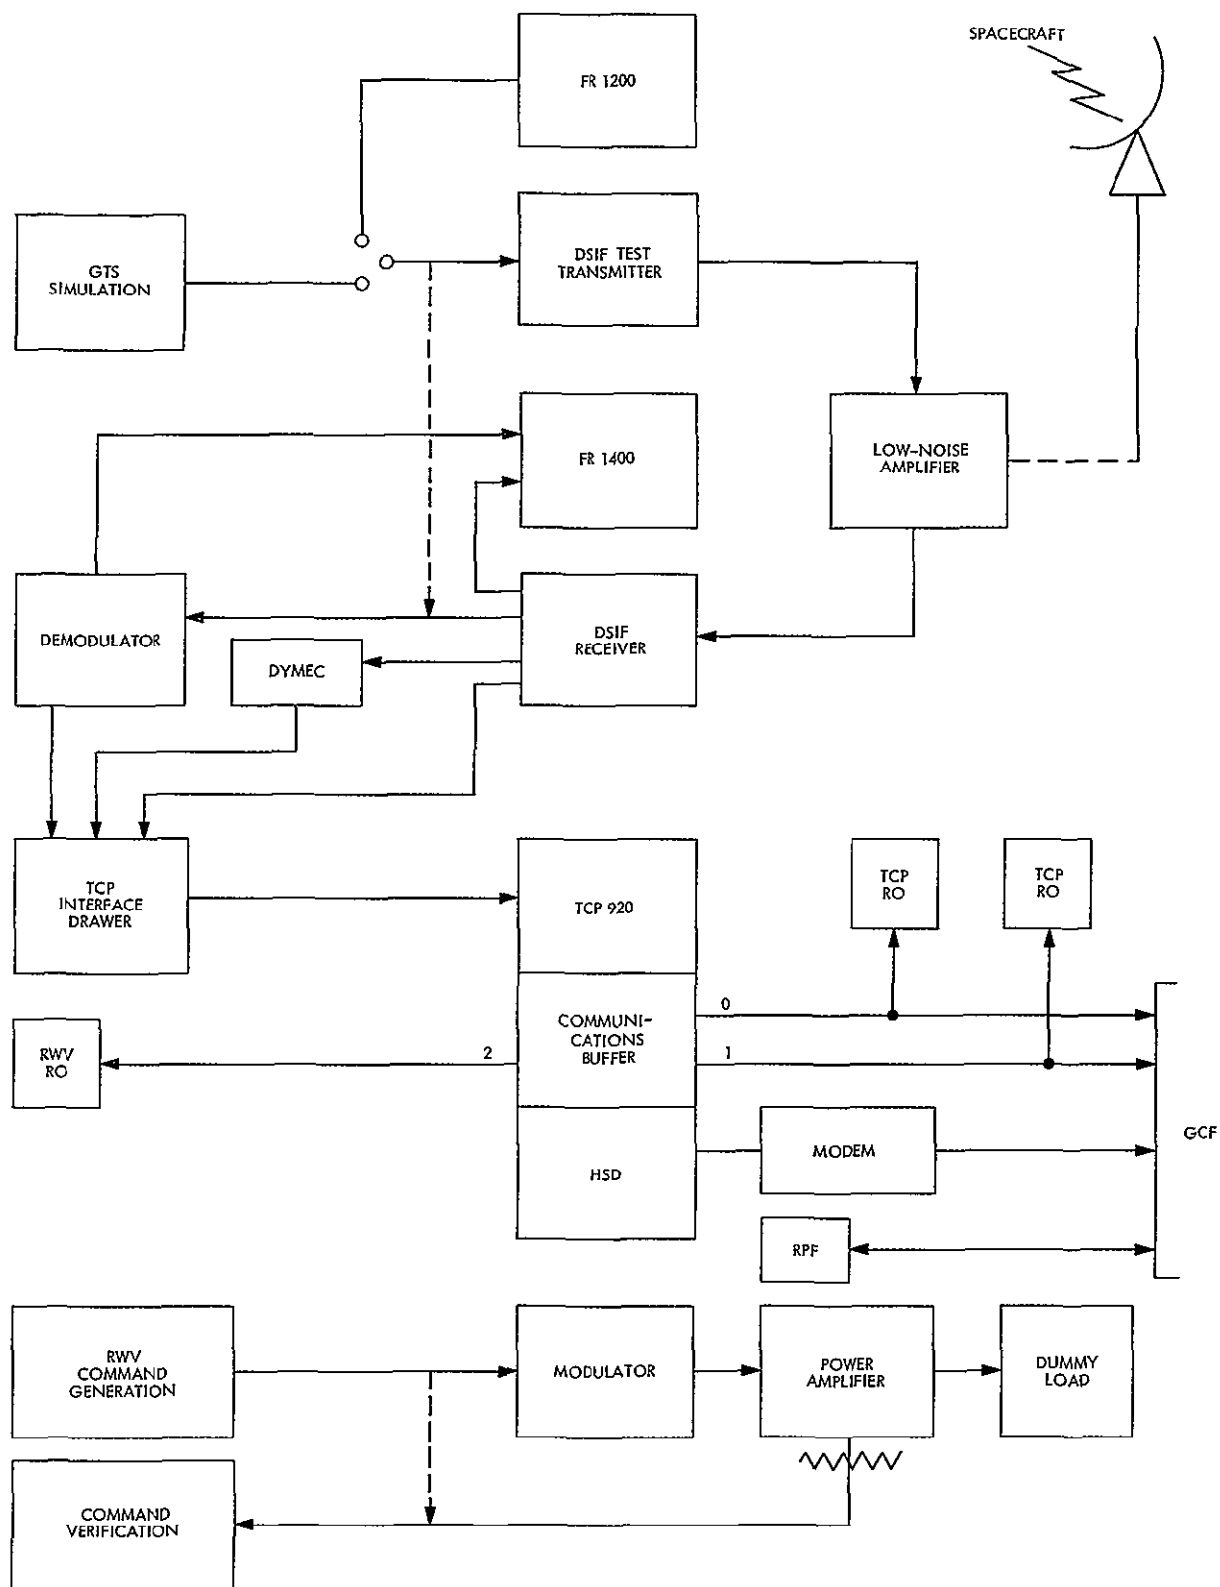 FR 1200
SPACECRAFT
GTS
SIMULATION
DSIF TEST
TRANSMITTER
FR 1400
LOW-NOISE
AMPLIFIER
DEMODULATOR
DYMEC
DSIF
RECEIVER
TCP
INTERFACE
DRAWER
TCP 920
TCP
RO
TCP
RO
0
COMMUNI-
CATIONS
BUFFER
1
2
RWV
RO
HSD
MODEM
GCF
RPF
RWV
COMMAND
GENERATION
MODULATOR
POWER
AMPLIFIER
DUMMY
LOAD
COMMAND
VERIFICATION